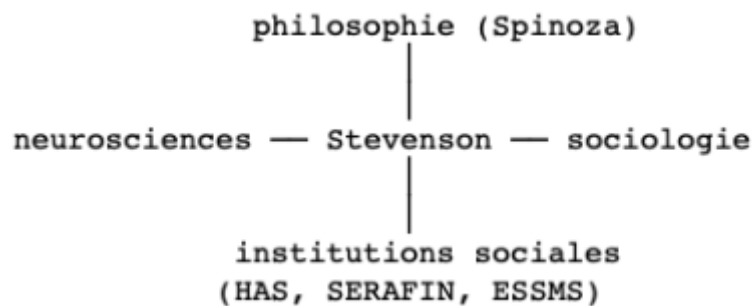 philosophie (Spinoza)
neurosciences — Stevenson — sociologie
institutions sociales
(HAS, SERAFIN, ESSMS)